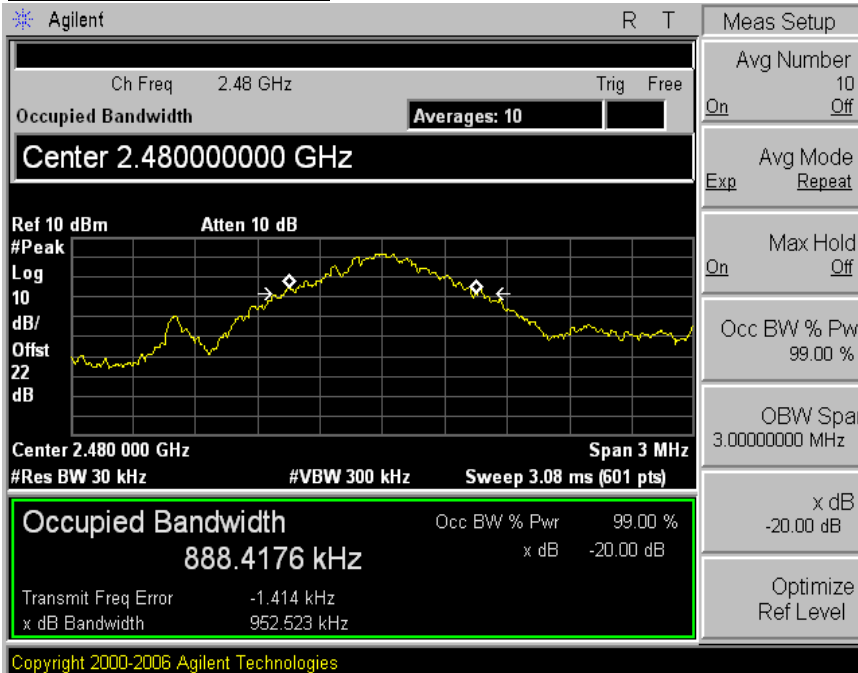 Agilent R T Meas Setup
Ch Freq 2.48 GHz Trig Free
Occupied Bandwidth Averages: 10
Center 2.480000000 GHz
Ref 10 dBm Atten 10 dB
#Peak
Log
10
dB/
Offst
22
dB
Center 2.480 000 GHz Span 3 MHz
#Res BW 30 kHz #VBW 300 kHz Sweep 3.08 ms (601 pts)
Occupied Bandwidth Occ BW % Pwr 99.00 %
888.4176 kHz x dB -20.00 dB
Transmit Freq Error -1.414 kHz
x dB Bandwidth 952.523 kHz
Copyright 2000-2006 Agilent Technologies
Avg Number
10
On Off
Avg Mode
Exp Repeat
Max Hold
On Off
Occ BW % Pw
99.00 %
OBW Spa
3.00000000 MHz
x dB
-20.00 dB
Optimize
Ref Level